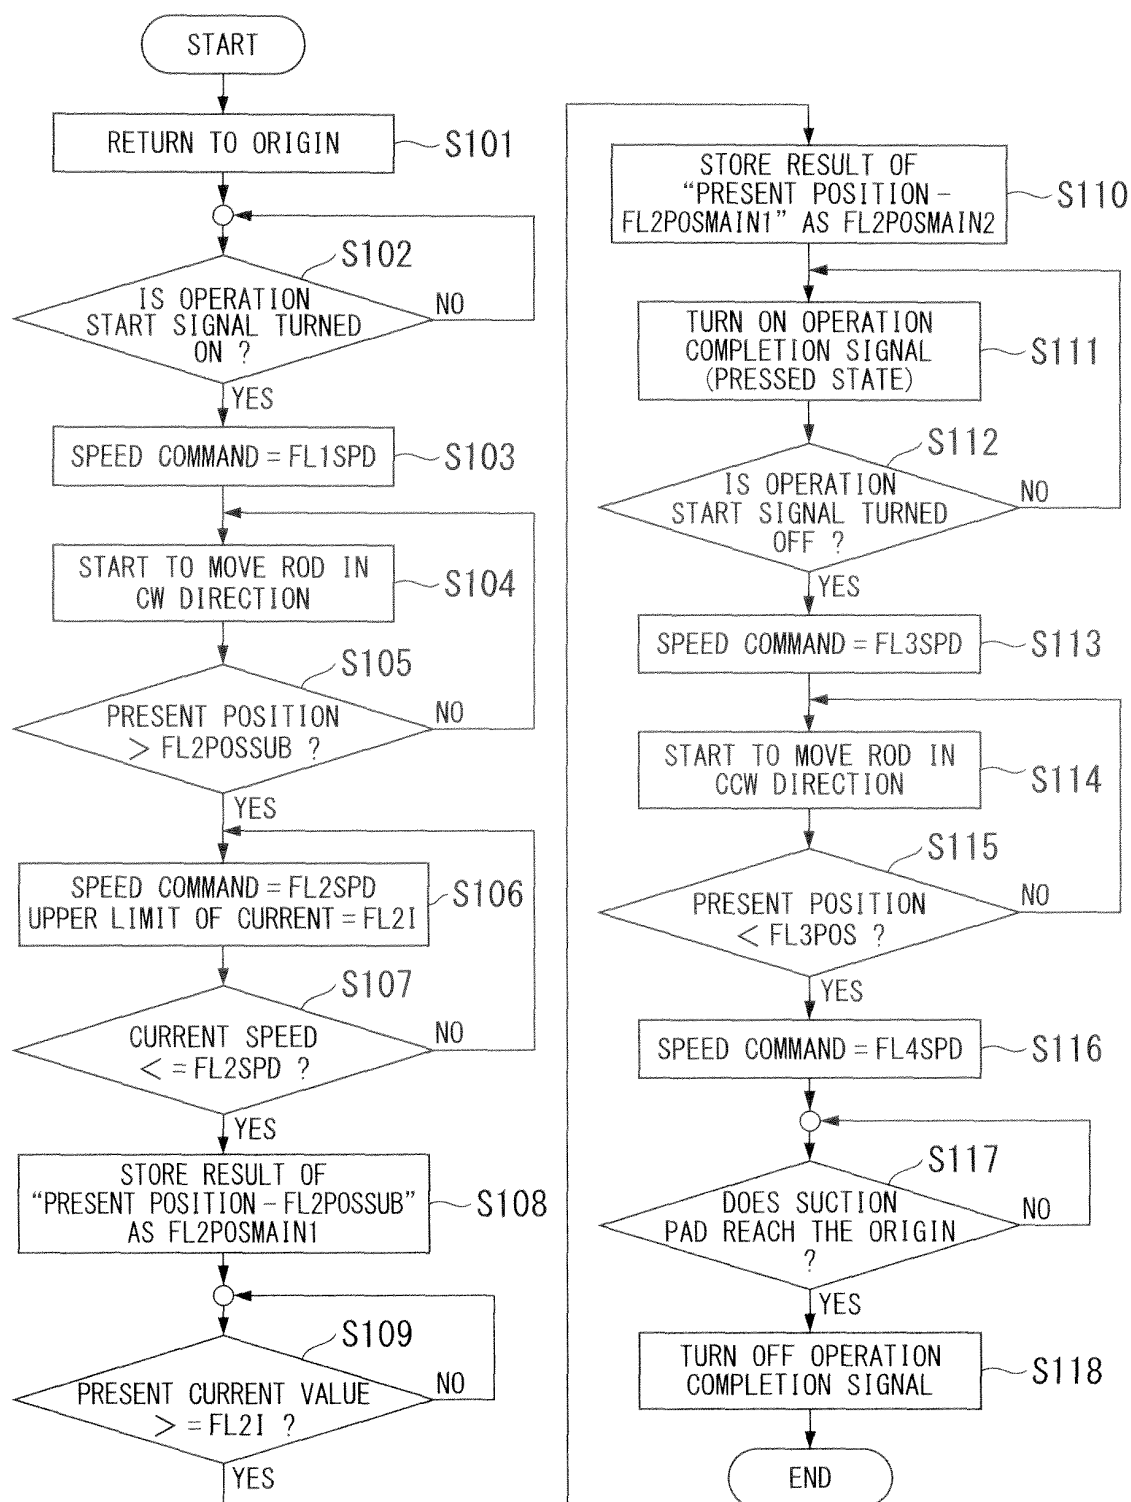 START
RETURN TO ORIGIN
S101
S102
IS OPERATION
START SIGNAL TURNED
ON ?
NO
YES
SPEED COMMAND = FL1SPD
S103
START TO MOVE ROD IN
CW DIRECTION
S104
S105
PRESENT POSITION
> FL2POSSUB ?
NO
YES
SPEED COMMAND = FL2SPD
UPPER LIMIT OF CURRENT = FL2I
S106
S107
CURRENT SPEED
< = FL2SPD ?
NO
YES
STORE RESULT OF
“PRESENT POSITION – FL2POSSUB”
AS FL2POSMAIN1
S108
S109
PRESENT CURRENT VALUE
> = FL2I ?
NO
YES
STORE RESULT OF
“PRESENT POSITION –
FL2POSMAIN1” AS FL2POSMAIN2
S110
TURN ON OPERATION
COMPLETION SIGNAL
(PRESSED STATE)
S111
S112
IS OPERATION
START SIGNAL TURNED
OFF ?
NO
YES
SPEED COMMAND = FL3SPD
S113
START TO MOVE ROD IN
CCW DIRECTION
S114
S115
PRESENT POSITION
< FL3POS ?
NO
YES
SPEED COMMAND = FL4SPD
S116
S117
DOES SUCTION
PAD REACH THE ORIGIN
?
NO
YES
TURN OFF OPERATION
COMPLETION SIGNAL
S118
END